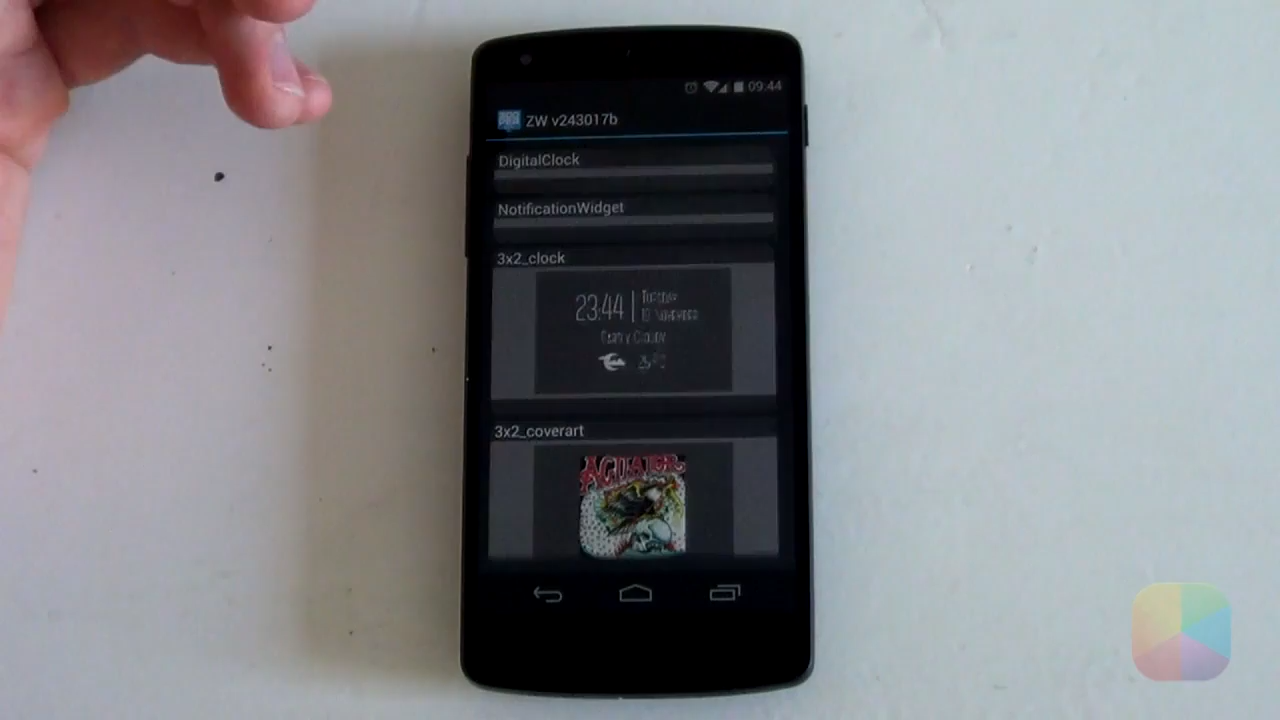 09:44
ZW v243017b
DigitalClock
NotificationWidget
3x2_clock
23:44
3x2_coverart